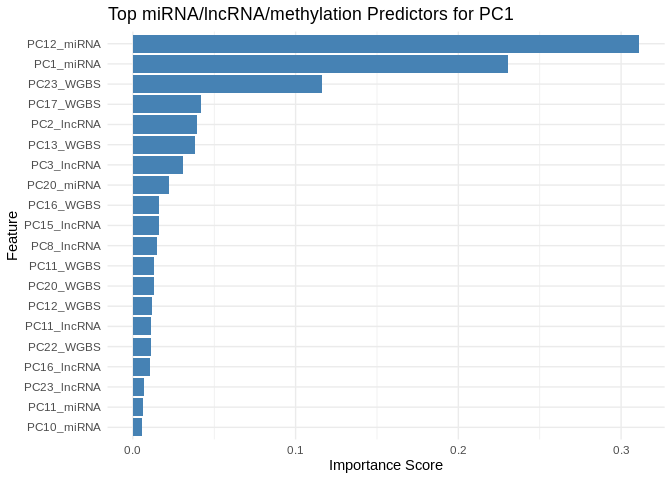 Top miRNA/lncRNA/methylation Predictors for PC1
PC12_miRNA
PC1_miRNA
PC23_WGBS
PC17_WGBS
PC2_lncRNA
PC13_WGBS
PC3_lncRNA
PC20_miRNA
PC16_WGBS
PC15_lncRNA
PC8_lncRNA
PC11_WGBS
PC20_WGBS
PC12_WGBS
PC11_lncRNA
PC22_WGBS
PC16_lncRNA
PC23_lncRNA
PC11_miRNA
PC10_miRNA
Feature
0.0 0.1 0.2 0.3
Importance Score